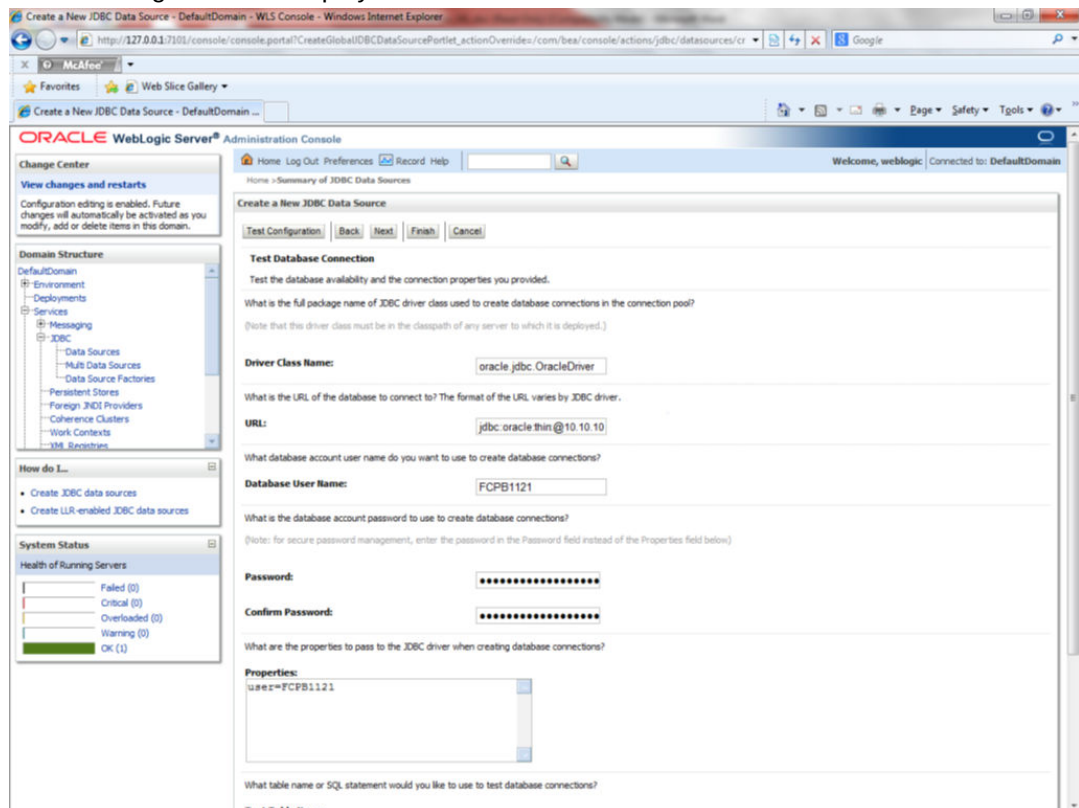 Create a New JDBC Data Source - DefaultDomain - WLS Console - Windows Internet Explorer
http://127.0.0.1:7101/console/console.portal?CreateGlobalJDBCDataSourcePortlet_actionOverride=/com/bea/console/actions/jdbc/datasources/cr
Google
X McAfee
Favorites Web Slice Gallery
Create a New JDBC Data Source - DefaultDomain ...
Page Safety Tools
ORACLE WebLogic Server® Administration Console
Change Center
View changes and restarts
Configuration editing is enabled. Future
changes will automatically be activated as you
modify, add or delete items in this domain.
Domain Structure
DefaultDomain
Environment
Deployments
Services
Messaging
JDBC
Data Sources
Multi Data Sources
Data Source Factories
Persistent Stores
Foreign JNDI Providers
Coherence Clusters
Work Contexts
XML Registries
How do I...
Create JDBC data sources
Create LLR-enabled JDBC data sources
System Status
Health of Running Servers
Failed (0)
Critical (0)
Overloaded (0)
Warning (0)
OK (1)
Home Log Out Preferences Record Help
Welcome, weblogic Connected to: DefaultDomain
Home >Summary of JDBC Data Sources
Create a New JDBC Data Source
Test Configuration Back Next Finish Cancel
Test Database Connection
Test the database availability and the connection properties you provided.
What is the full package name of JDBC driver class used to create database connections in the connection pool?
(Note that this driver class must be in the classpath of any server to which it is deployed.)
Driver Class Name: oracle.jdbc.OracleDriver
What is the URL of the database to connect to? The format of the URL varies by JDBC driver.
URL: jdbc:oracle:thin:@10.10.10
What database account user name do you want to use to create database connections?
Database User Name: FCPB1121
What is the database account password to use to create database connections?
(Note: for secure password management, enter the password in the Password field instead of the Properties field below)
Password: ●●●●●●●●●●●●●●●●●●
Confirm Password: ●●●●●●●●●●●●●●●●●●
What are the properties to pass to the JDBC driver when creating database connections?
Properties:
user=FCPB1121
What table name or SQL statement would you like to use to test database connections?